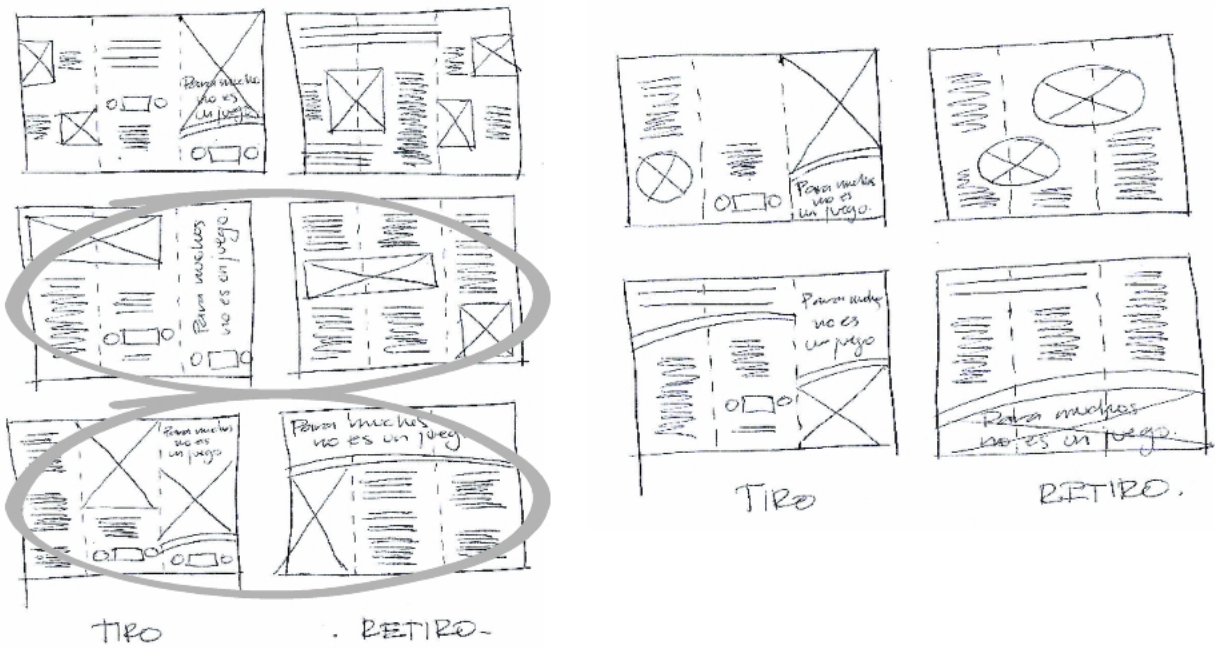 Para mucho
no es
un juego.
Para muchos
no es un juego.
Para muchos
no es
un juego
Para muchos
no es un juego
TIRO
. RETIRO-
Para muchos
no es
un juego.
Para muchos
no es
un juego
Para muchos
no es un juego.
TIRO
RETIRO.